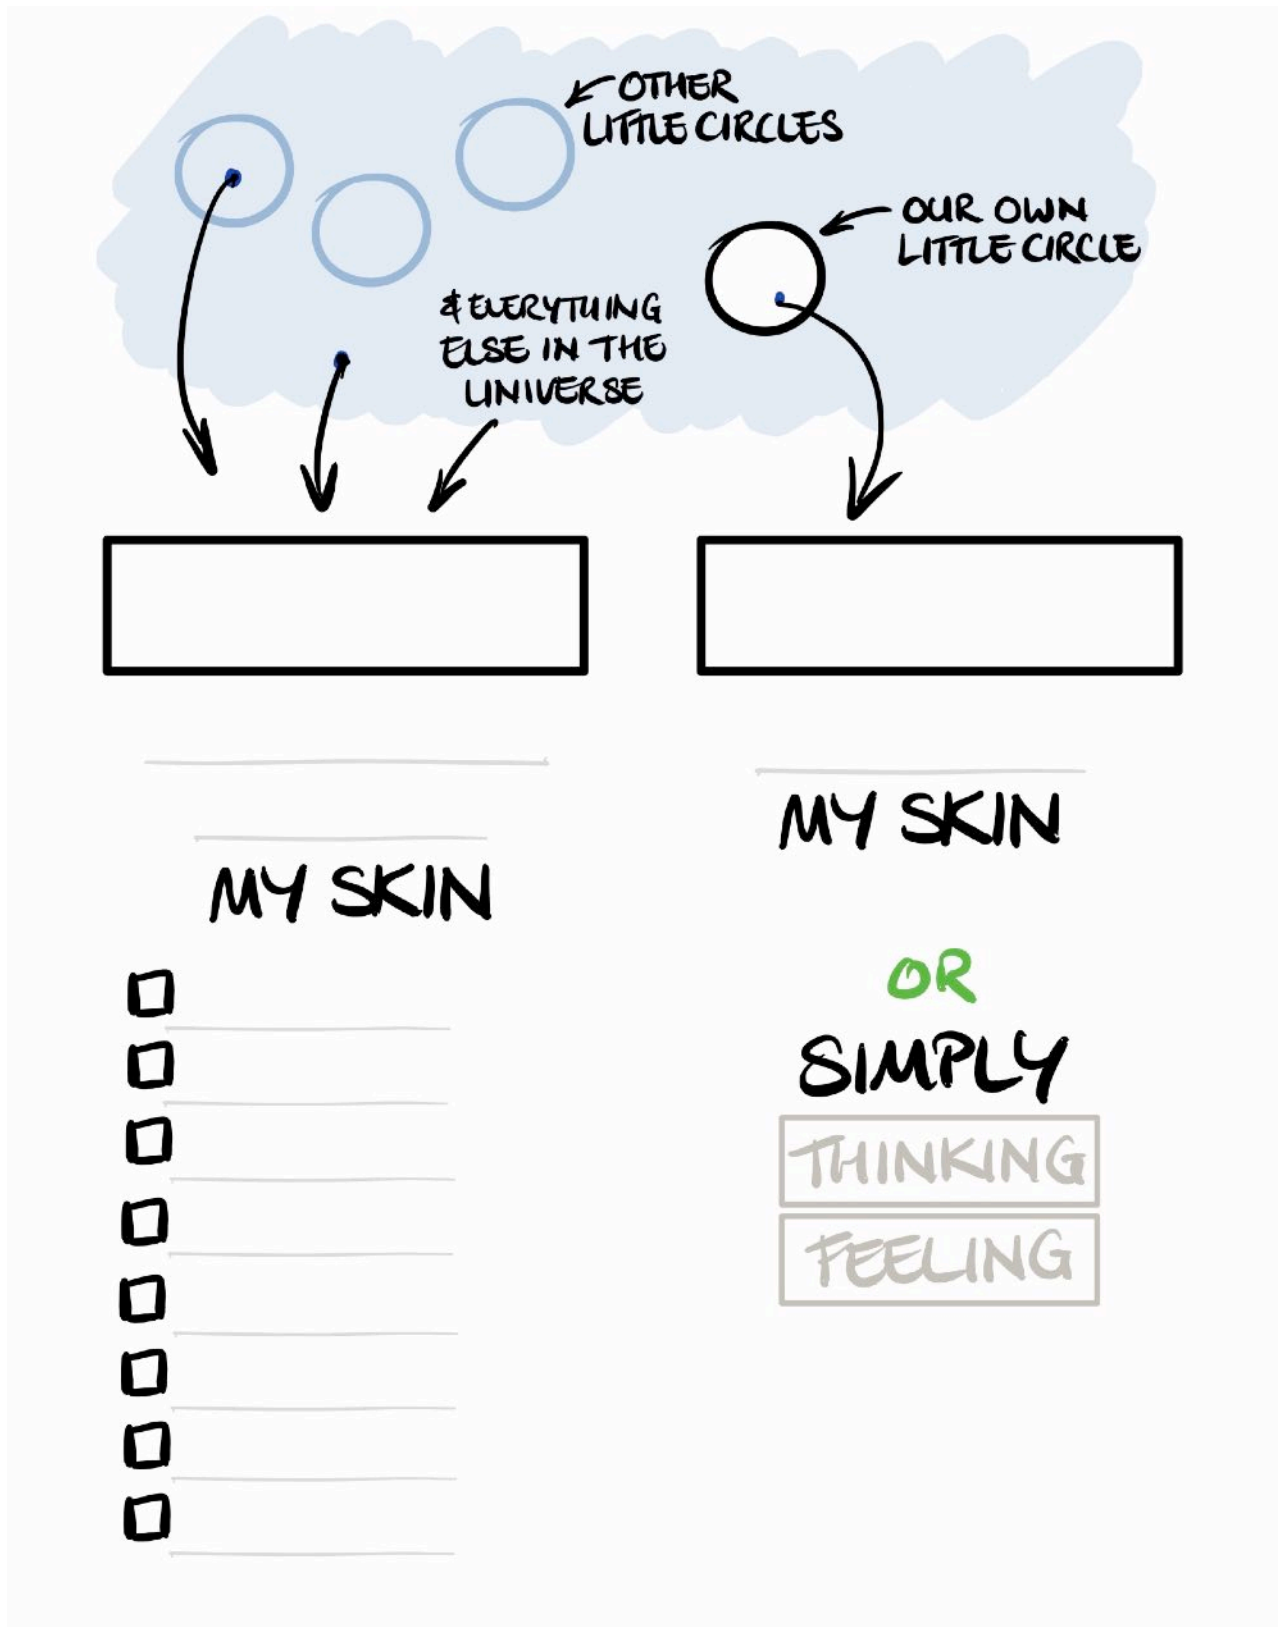 OTHER
LITTLE CIRCLES
OUR OWN
LITTLE CIRCLE
& EVERYTHING
ELSE IN THE
UNIVERSE
MY SKIN
MY SKIN
OR
SIMPLY
THINKING
FEELING